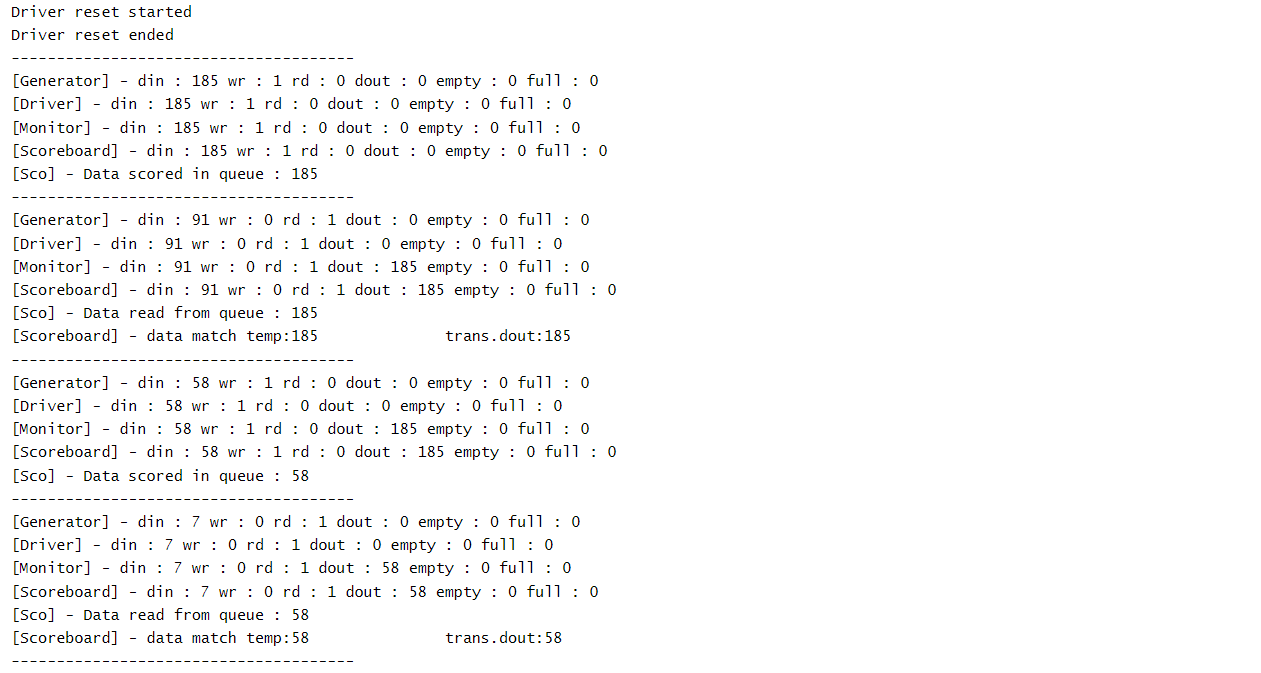 Driver reset started
Driver reset ended
--------------------------------------
[Generator] - din : 185 wr : 1 rd : 0 dout : 0 empty : 0 full : 0
[Driver] - din : 185 wr : 1 rd : 0 dout : 0 empty : 0 full : 0
[Monitor] - din : 185 wr : 1 rd : 0 dout : 0 empty : 0 full : 0
[Scoreboard] - din : 185 wr : 1 rd : 0 dout : 0 empty : 0 full : 0
[Sco] - Data scored in queue : 185
--------------------------------------
[Generator] - din : 91 wr : 0 rd : 1 dout : 0 empty : 0 full : 0
[Driver] - din : 91 wr : 0 rd : 1 dout : 0 empty : 0 full : 0
[Monitor] - din : 91 wr : 0 rd : 1 dout : 185 empty : 0 full : 0
[Scoreboard] - din : 91 wr : 0 rd : 1 dout : 185 empty : 0 full : 0
[Sco] - Data read from queue : 185
[Scoreboard] - data match temp:185              trans.dout:185
--------------------------------------
[Generator] - din : 58 wr : 1 rd : 0 dout : 0 empty : 0 full : 0
[Driver] - din : 58 wr : 1 rd : 0 dout : 0 empty : 0 full : 0
[Monitor] - din : 58 wr : 1 rd : 0 dout : 185 empty : 0 full : 0
[Scoreboard] - din : 58 wr : 1 rd : 0 dout : 185 empty : 0 full : 0
[Sco] - Data scored in queue : 58
--------------------------------------
[Generator] - din : 7 wr : 0 rd : 1 dout : 0 empty : 0 full : 0
[Driver] - din : 7 wr : 0 rd : 1 dout : 0 empty : 0 full : 0
[Monitor] - din : 7 wr : 0 rd : 1 dout : 58 empty : 0 full : 0
[Scoreboard] - din : 7 wr : 0 rd : 1 dout : 58 empty : 0 full : 0
[Sco] - Data read from queue : 58
[Scoreboard] - data match temp:58               trans.dout:58
--------------------------------------